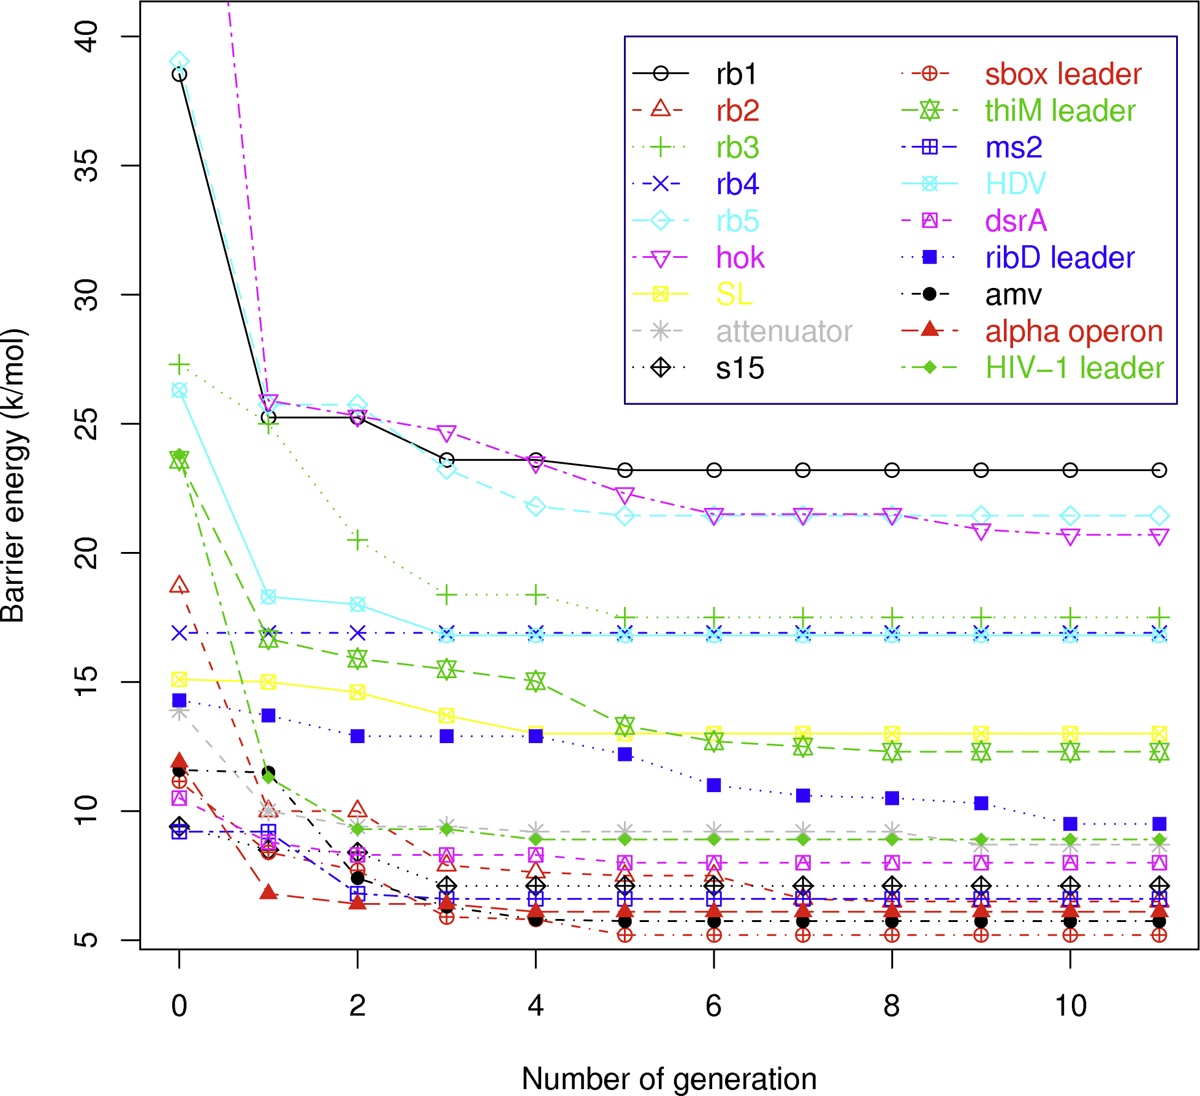 Barrier energy (k/mol)
40
35
30
25
20
15
10
5
rb1
rb2
rb3
rb4
rb5
hok
SL
attenuator
s15
sbox leader
thiM leader
ms2
HDV
dsrA
ribD leader
amv
alpha operon
HIV−1 leader
0 2 4 6 8 10
Number of generation